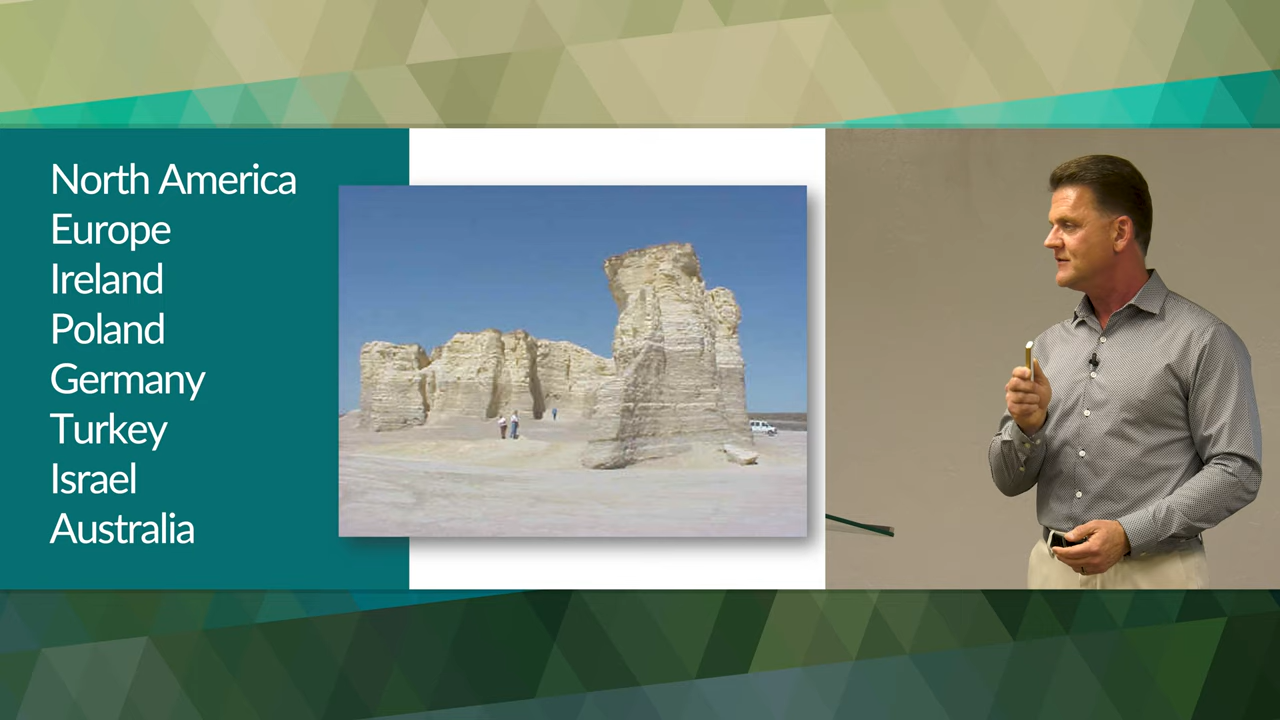 North America
Europe
Ireland
Poland
Germany
Turkey
Israel
Australia